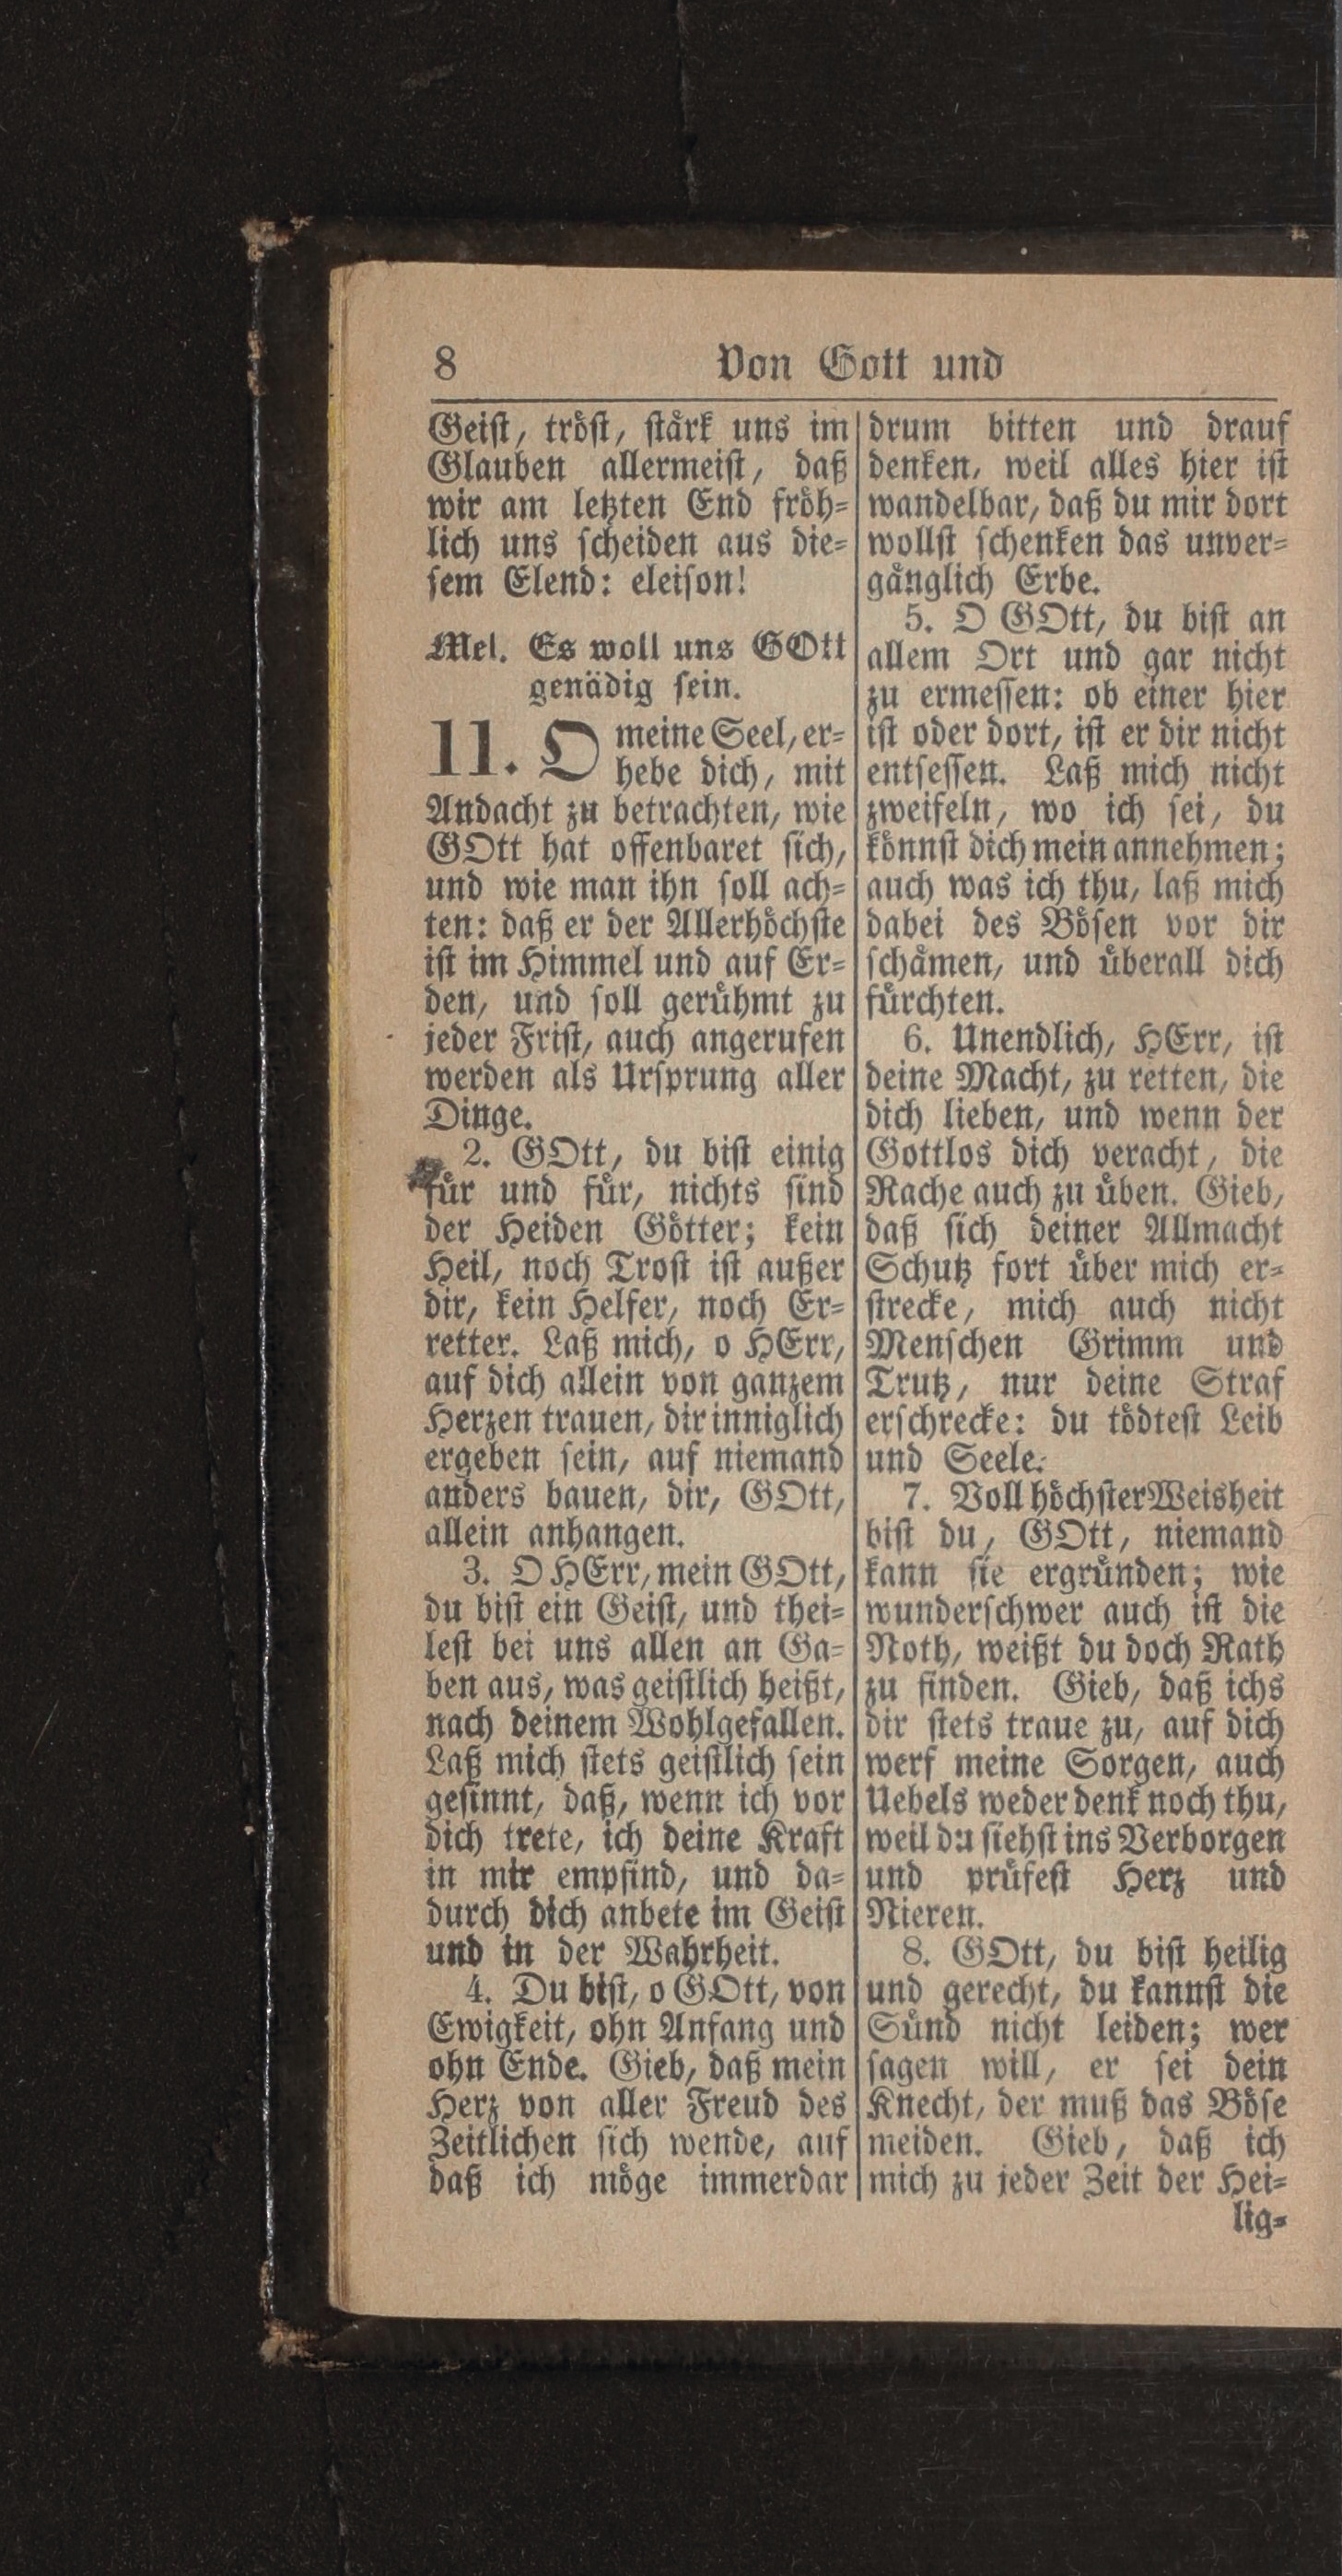 8 Von Gott und
Geist, tröst, stärk uns im
Glauben allermeist, daß
wir am letzten End fröh-
lich uns scheiden aus die-
sem Elend: eleison!
Mel. Es woll uns GOtt
genädig sein.
11. O meine Seel, er-
hebe dich, mit
Andacht zu betrachten, wie
GOtt hat offenbaret sich,
und wie man ihn soll ach-
ten: daß er der Allerhöchste
ist im Himmel und auf Er-
den, und soll gerühmt zu
jeder Frist, auch angerufen
werden als Ursprung aller
Dinge.
2. GOtt, du bist einig
für und für, nichts sind
der Heiden Götter; kein
Heil, noch Trost ist außer
dir, kein Helfer, noch Er-
retter. Laß mich, o HErr,
auf dich allein von ganzem
Herzen trauen, dir inniglich
ergeben sein, auf niemand
anders bauen, dir, GOtt,
allein anhangen.
3. O HErr, mein GOtt,
du bist ein Geist, und thei-
lest bei uns allen an Ga-
ben aus, was geistlich heißt,
nach deinem Wohlgefallen.
Laß mich stets geistlich sein
gesinnt, daß, wenn ich vor
dich trete, ich deine Kraft
in mir empfind, und da-
durch dich anbete im Geist
und in der Wahrheit.
4. Du bist, o GOtt, von
Ewigkeit, ohn Anfang und
ohn Ende. Gieb, daß mein
Herz von aller Freud des
Zeitlichen sich wende, auf
daß ich möge immerdar
drum bitten und drauf
denken, weil alles hier ist
wandelbar, daß du mir dort
wollst schenken das unver-
gänglich Erbe.
5. O GOtt, du bist an
allem Ort und gar nicht
zu ermessen: ob einer hier
ist oder dort, ist er dir nicht
entsessen. Laß mich nicht
zweifeln, wo ich sei, du
könnst dich mein annehmen;
auch was ich thu, laß mich
dabei des Bösen vor dir
schämen, und überall dich
fürchten.
6. Unendlich, HErr, ist
deine Macht, zu retten, die
dich lieben, und wenn der
Gottlos dich veracht, die
Rache auch zu üben. Gieb,
daß sich deiner Allmacht
Schutz fort über mich er-
strecke, mich auch nicht
Menschen Grimm und
Trutz, nur deine Straf
erschrecke: du tödtest Leib
und Seele.
7. Voll höchster Weisheit
bist du, GOtt, niemand
kann sie ergründen; wie
wunderschwer auch ist die
Noth, weißt du doch Rath
zu finden. Gieb, daß ichs
dir stets traue zu, auf dich
werf meine Sorgen, auch
Uebels weder denk noch thu,
weil du siehst ins Verborgen
und prüfest Herz und
Nieren.
8. GOtt, du bist heilig
und gerecht, du kannst die
Sünd nicht leiden; wer
sagen will, er sei dein
Knecht, der muß das Böse
meiden. Gieb, daß ich
mich zu jeder Zeit der Hei-
lig-